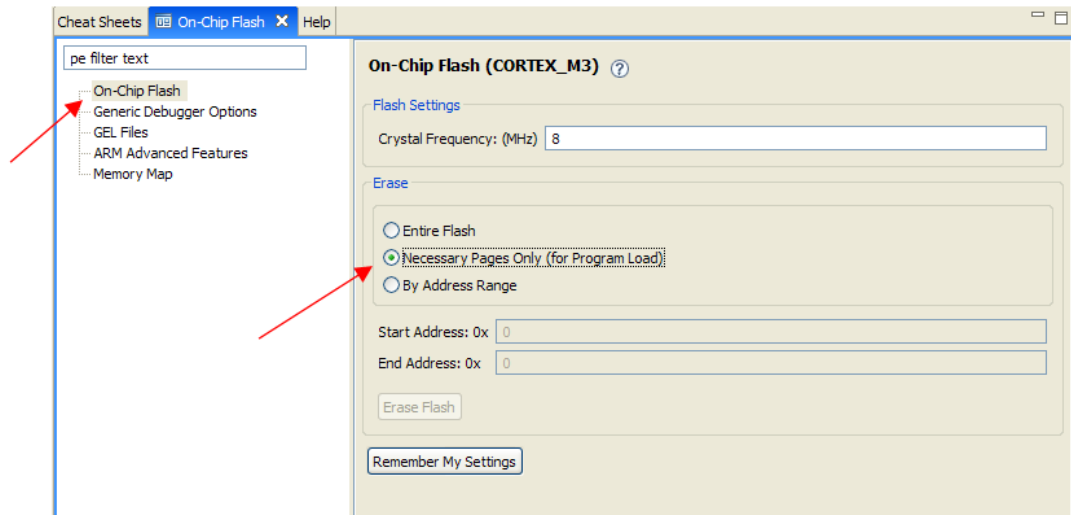 Cheat Sheets On-Chip Flash Help
pe filter text
On-Chip Flash
Generic Debugger Options
GEL Files
ARM Advanced Features
Memory Map
On-Chip Flash (CORTEX_M3)
Flash Settings
Crystal Frequency: (MHz) 8
Erase
Entire Flash
Necessary Pages Only (for Program Load)
By Address Range
Start Address: 0x 0
End Address: 0x 0
Erase Flash
Remember My Settings